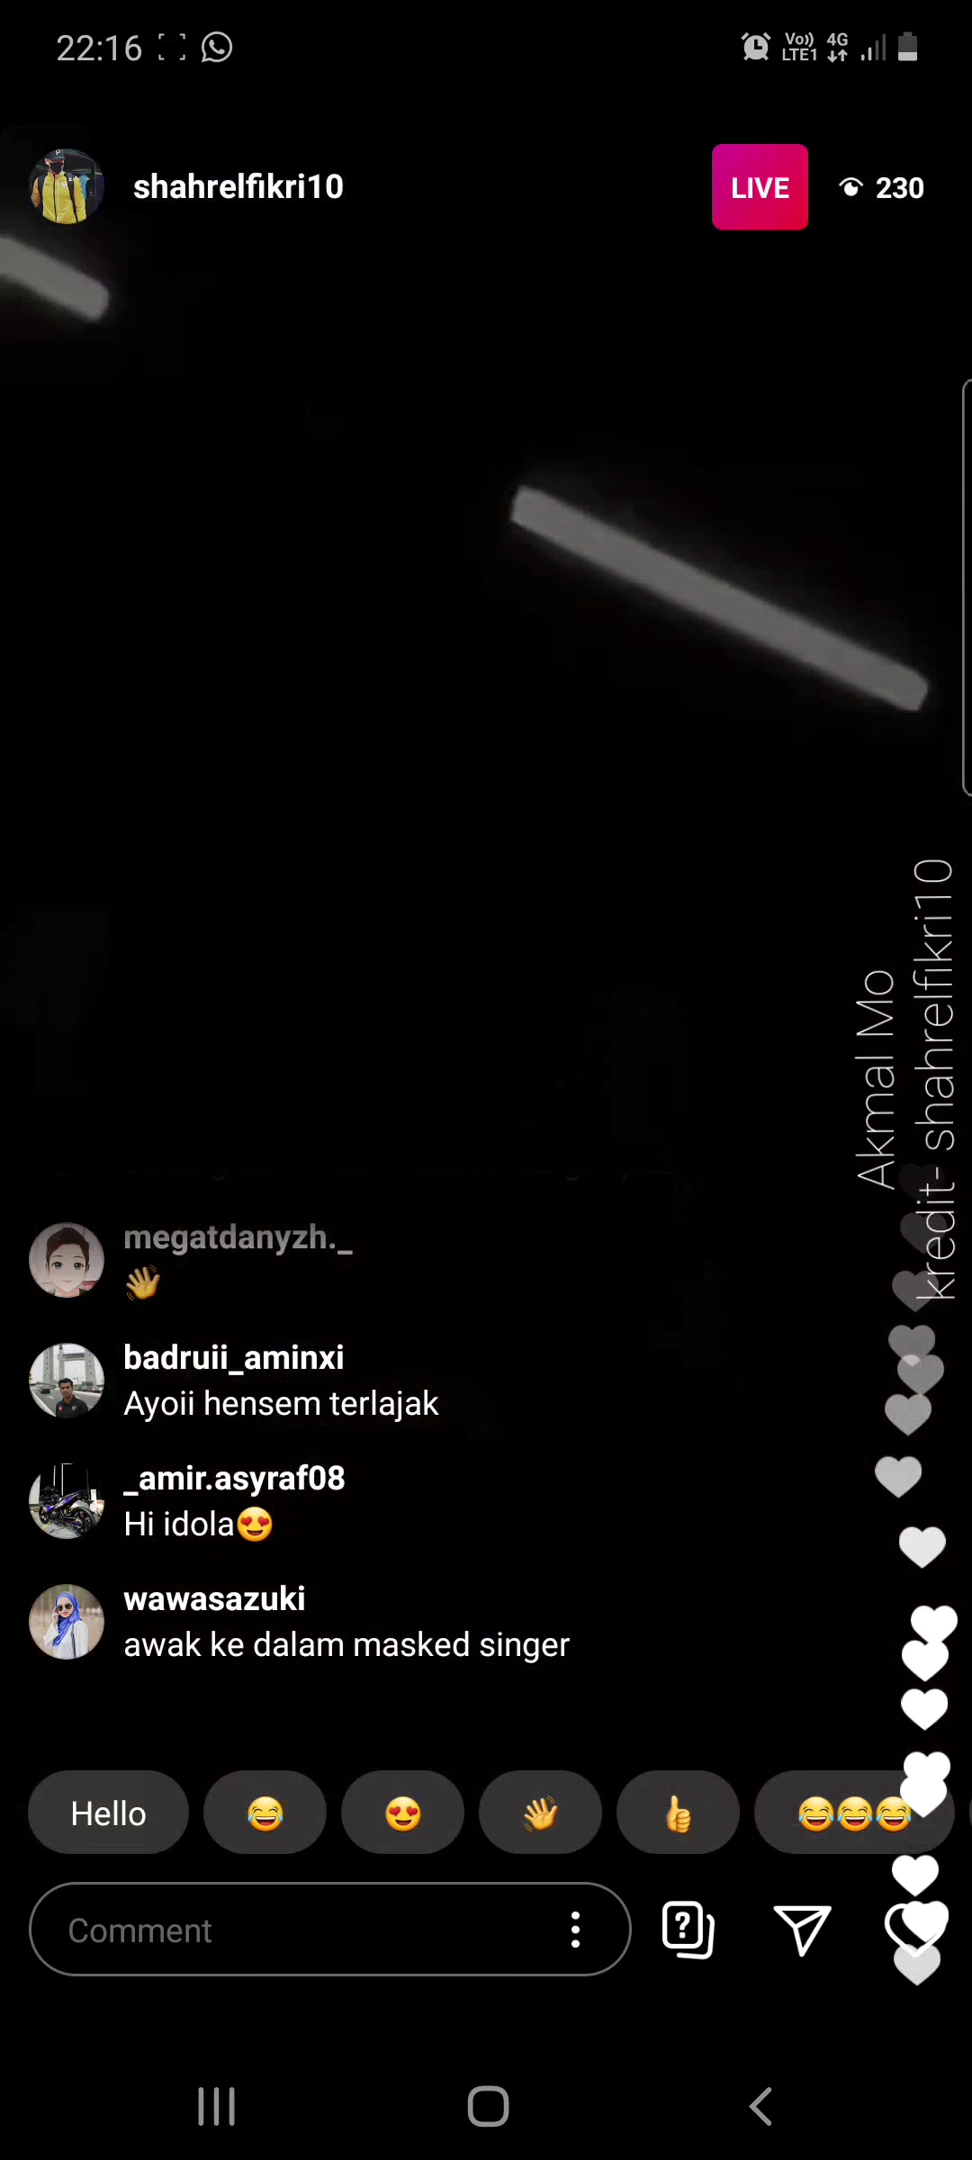 22:16
Vo))
LTE1
4G
shahrelfikri10
LIVE
230
Akmal Mo
kredit- shahrelfikri10
megatdanyzh._
👋
badruii_aminxi
Ayoii hensem terlajak
_amir.asyraf08
Hi idola😍
wawasazuki
awak ke dalam masked singer
Hello 😂 😍 👋 👍 😂😂😂
Comment